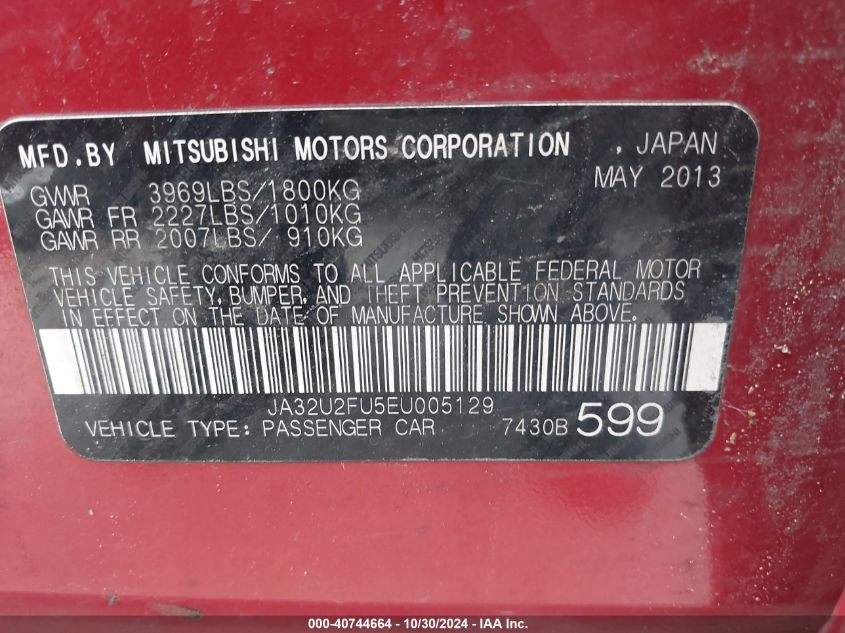 MFD.BY MITSUBISHI MOTORS CORPORATION , JAPAN
MAY 2013
GVWR 3969LBS/1800KG
GAWR FR 2227LBS/1010KG
GAWR RR 2007LBS/ 910KG
THIS VEHICLE CONFORMS TO ALL APPLICABLE FEDERAL MOTOR
VEHICLE SAFETY, BUMPER, AND THEFT PREVENTION STANDARDS
IN EFFECT ON THE DATE OF MANUFACTURE SHOWN ABOVE.
JA32U2FU5EU005129
VEHICLE TYPE: PASSENGER CAR 7430B 599
000-40744664 - 10/30/2024 - IAA Inc.